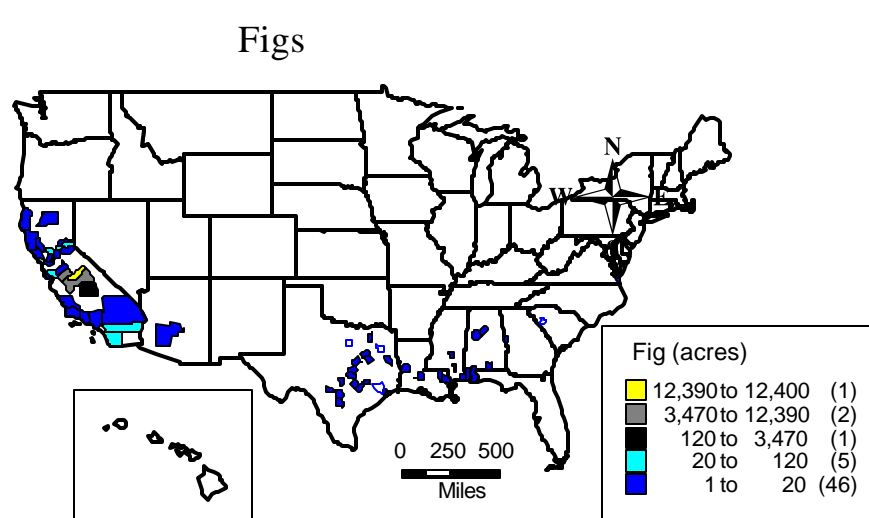 Figs
N
W E
Fig (acres)
12,390 to 12,400 (1)
3,470 to 12,390 (2)
120 to 3,470 (1)
20 to 120 (5)
1 to 20 (46)
0 250 500
Miles